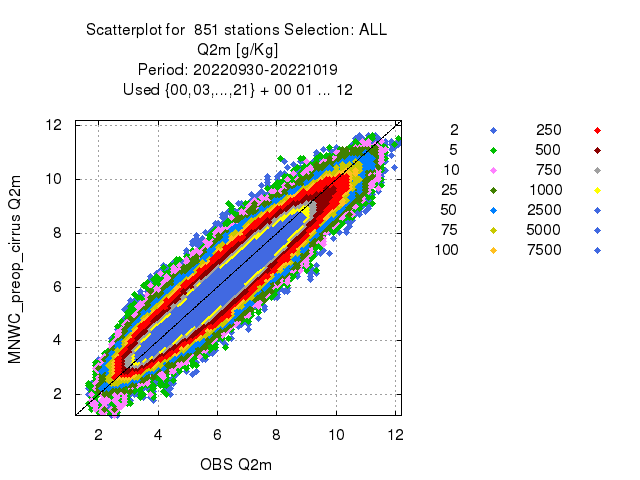 Scatterplot for  851 stations Selection: ALL
Q2m [g/Kg]
Period: 20220930-20221019
Used {00,03,...,21} + 00 01 ... 12
12
10
8
6
4
2
MNWC_preop_cirrus Q2m
2 4 6 8 10 12
OBS Q2m
2 250
5 500
10 750
25 1000
50 2500
75 5000
100 7500